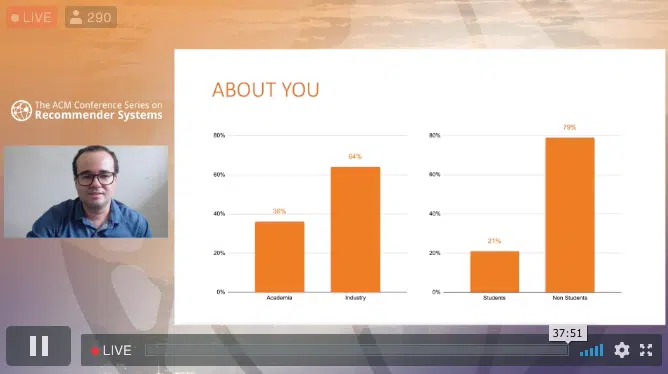 LIVE 290
The ACM Conference Series on
Recommender Systems
ABOUT YOU
80%
60%
40%
20%
0%
36%
64%
Academia Industry
80%
60%
40%
20%
0%
21%
79%
Students Non Students
37:51
LIVE